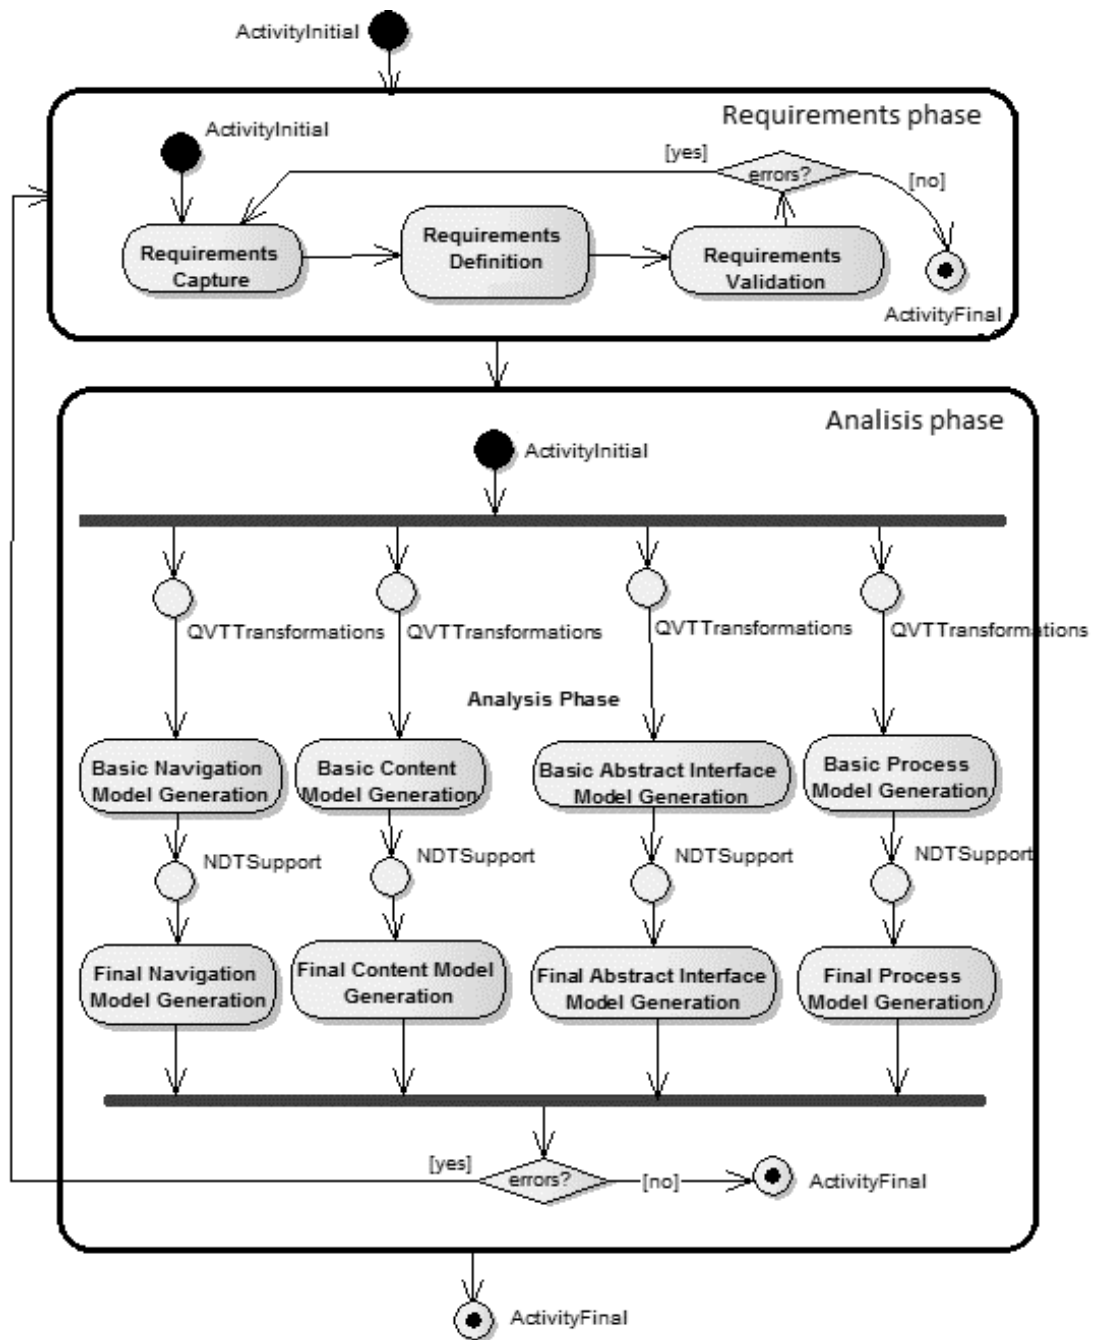 ActivityInitial
Requirements phase
ActivityInitial
[yes]
errors?
[no]
Requirements
Capture
Requirements
Definition
Requirements
Validation
ActivityFinal
Analisis phase
ActivityInitial
QVTTransformations
QVTTransformations
QVTTransformations
QVTTransformations
Analysis Phase
Basic Navigation
Model Generation
Basic Content
Model Generation
Basic Abstract Interface
Model Generation
Basic Process
Model Generation
NDTSupport
NDTSupport
NDTSupport
NDTSupport
Final Navigation
Model Generation
Final Content Model
Generation
Final Abstract Interface
Model Generation
Final Process
Model Generation
[yes]
errors?
[no]
ActivityFinal
ActivityFinal